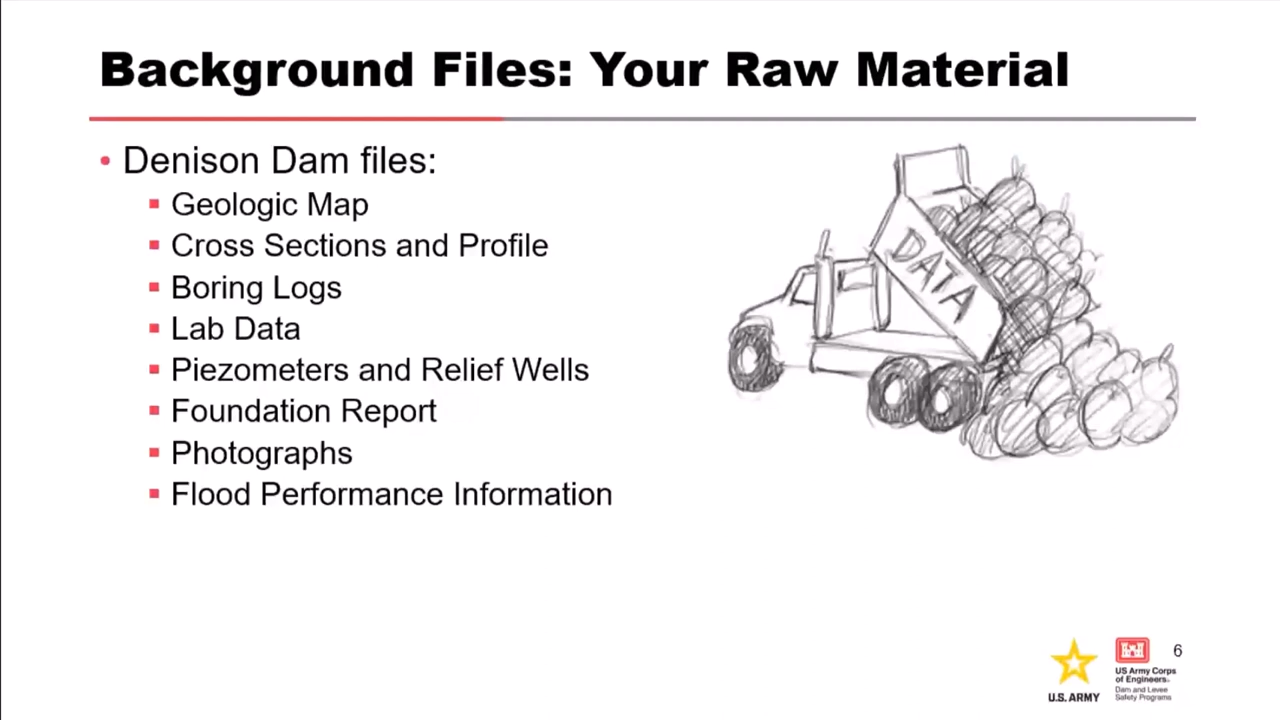 Background Files: Your Raw Material
• Denison Dam files:
▪ Geologic Map
▪ Cross Sections and Profile
▪ Boring Logs
▪ Lab Data
▪ Piezometers and Relief Wells
▪ Foundation Report
▪ Photographs
▪ Flood Performance Information
DATA
U.S. ARMY
US Army Corps
of Engineers®
Dam and Levee
Safety Programs
6